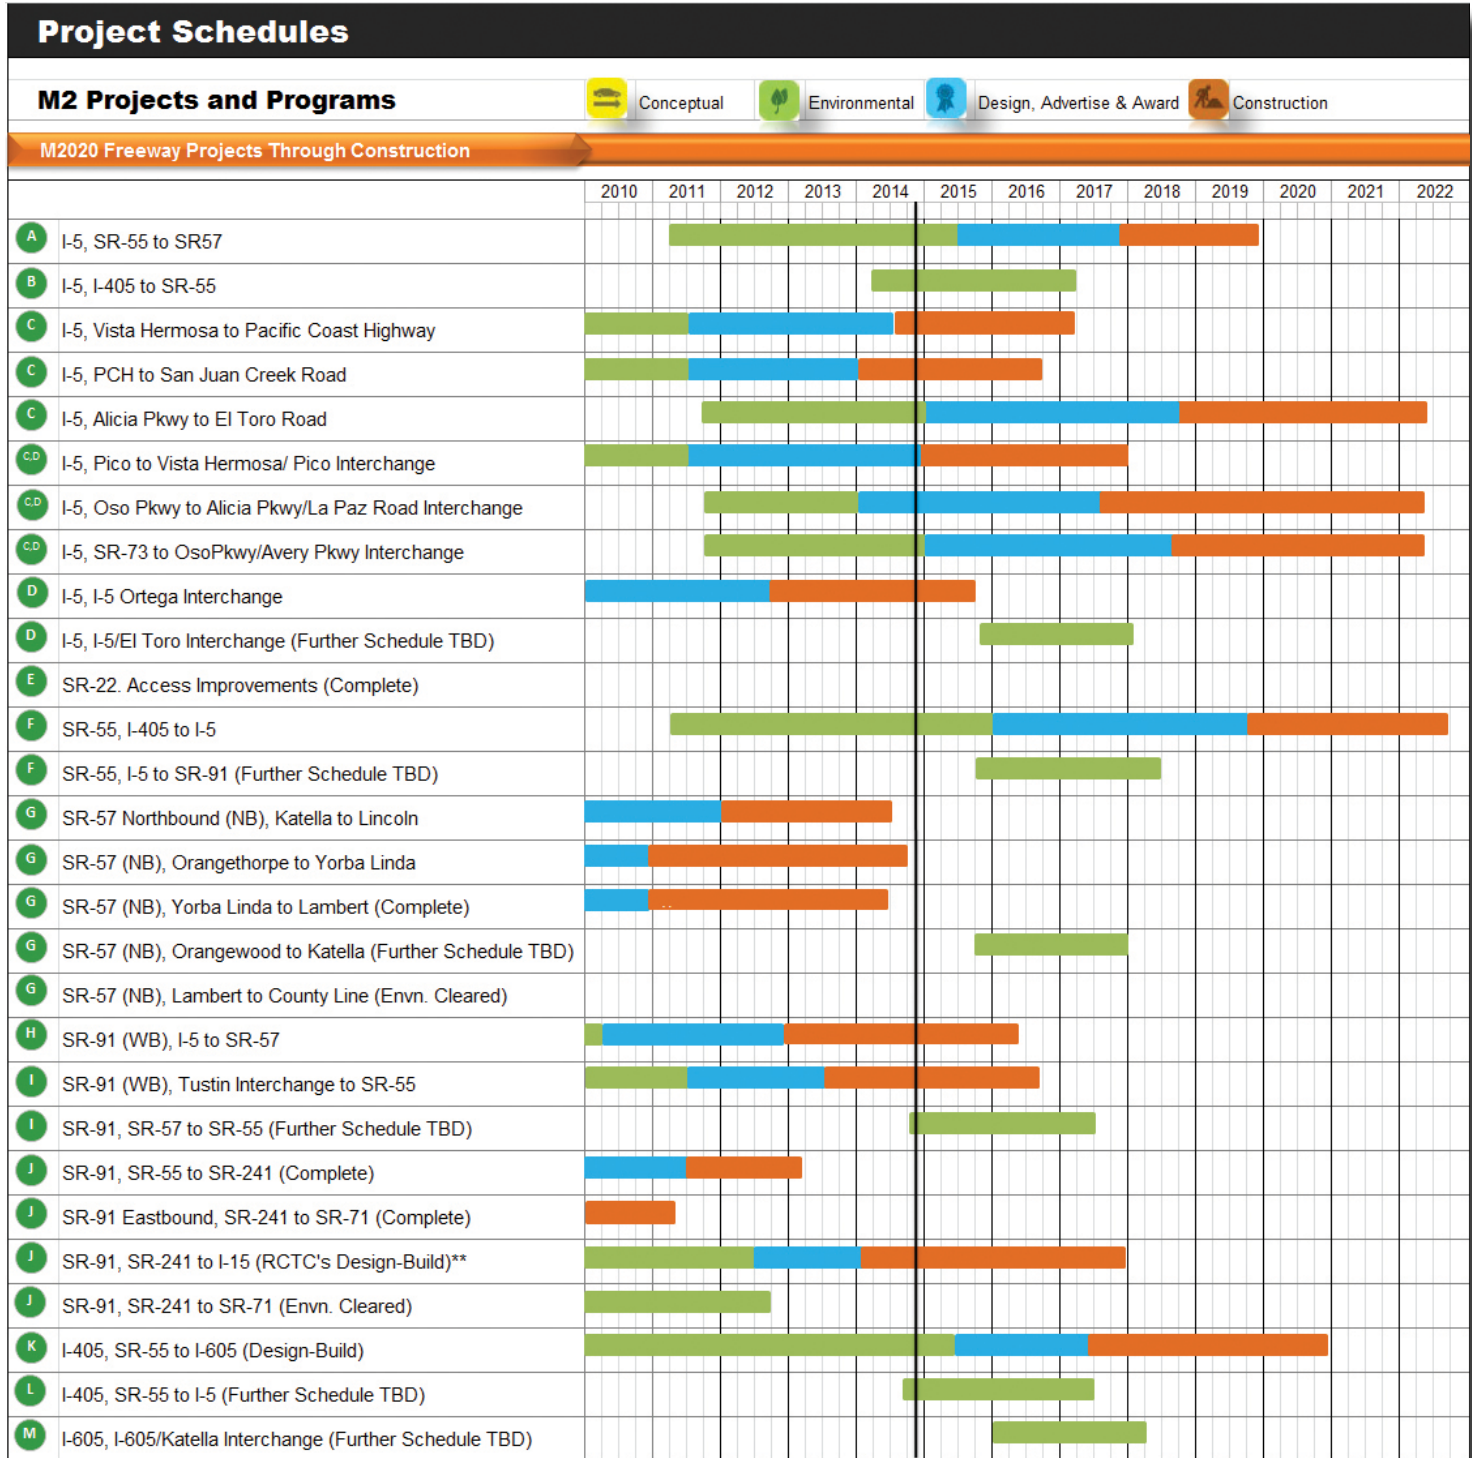 Project Schedules
M2 Projects and Programs
Conceptual
Environmental
Design, Advertise & Award
Construction
M2020 Freeway Projects Through Construction
2010 2011 2012 2013 2014 2015 2016 2017 2018 2019 2020 2021 2022
A I-5, SR-55 to SR57
B I-5, I-405 to SR-55
C I-5, Vista Hermosa to Pacific Coast Highway
C I-5, PCH to San Juan Creek Road
C I-5, Alicia Pkwy to El Toro Road
C,D I-5, Pico to Vista Hermosa/ Pico Interchange
C,D I-5, Oso Pkwy to Alicia Pkwy/La Paz Road Interchange
C,D I-5, SR-73 to OsoPkwy/Avery Pkwy Interchange
D I-5, I-5 Ortega Interchange
D I-5, I-5/El Toro Interchange (Further Schedule TBD)
E SR-22. Access Improvements (Complete)
F SR-55, I-405 to I-5
F SR-55, I-5 to SR-91 (Further Schedule TBD)
G SR-57 Northbound (NB), Katella to Lincoln
G SR-57 (NB), Orangethorpe to Yorba Linda
G SR-57 (NB), Yorba Linda to Lambert (Complete)
G SR-57 (NB), Orangewood to Katella (Further Schedule TBD)
G SR-57 (NB), Lambert to County Line (Envn. Cleared)
H SR-91 (WB), I-5 to SR-57
I SR-91 (WB), Tustin Interchange to SR-55
I SR-91, SR-57 to SR-55 (Further Schedule TBD)
J SR-91, SR-55 to SR-241 (Complete)
J SR-91 Eastbound, SR-241 to SR-71 (Complete)
J SR-91, SR-241 to I-15 (RCTC's Design-Build)**
J SR-91, SR-241 to SR-71 (Envn. Cleared)
K I-405, SR-55 to I-605 (Design-Build)
L I-405, SR-55 to I-5 (Further Schedule TBD)
M I-605, I-605/Katella Interchange (Further Schedule TBD)